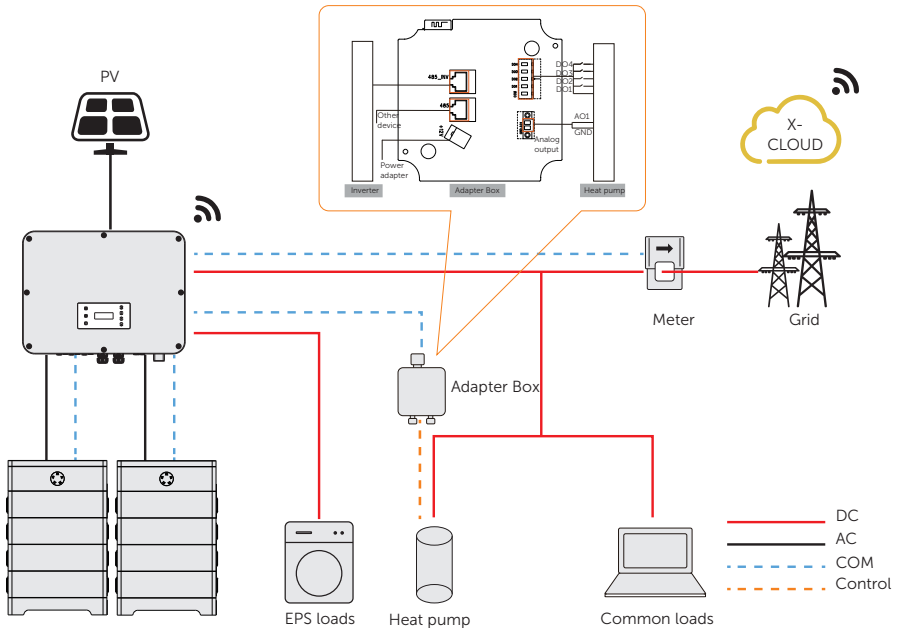 PV
485_INV
Other
device
485
AZ1+
Power
adapter
DO4
DO3
DO2
DO1
AO1
GND
Analog
output
Inverter
Adapter Box
Heat pump
X-
CLOUD
Meter
Grid
Adapter Box
EPS loads
Heat pump
Common loads
DC
AC
COM
Control